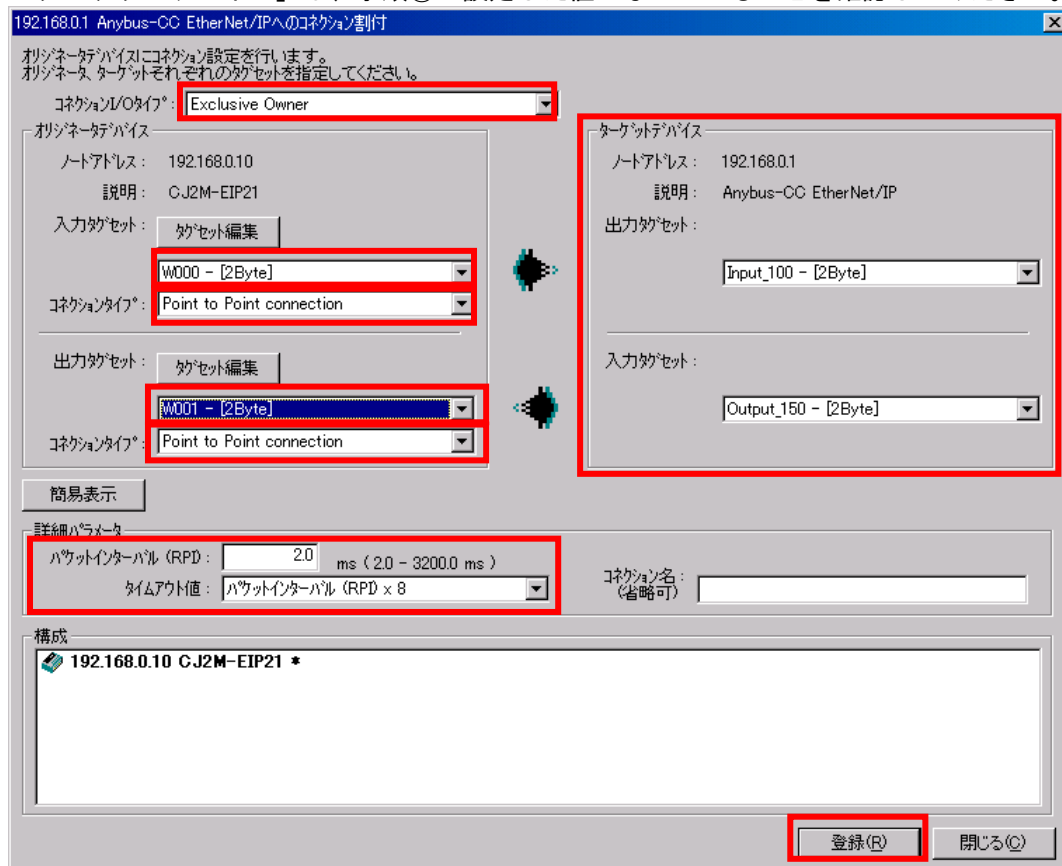 192.168.0.1 Anybus-CC EtherNet/IPへのコネクション割付
オリジネータデバイスにコネクション設定を行います。
オリジネータ、ターゲットそれぞれのタグセットを指定してください。
コネクションI/Oタイプ： Exclusive Owner
オリジネータデバイス
ノードアドレス： 192.168.0.10
説明： CJ2M-EIP21
入力タグセット： タグセット編集
W000 - [2Byte]
コネクションタイプ： Point to Point connection
出力タグセット： タグセット編集
W001 - [2Byte]
コネクションタイプ： Point to Point connection
ターゲットデバイス
ノードアドレス： 192.168.0.1
説明： Anybus-CC EtherNet/IP
出力タグセット：
Input_100 - [2Byte]
入力タグセット：
Output_150 - [2Byte]
簡易表示
詳細パラメータ
パケットインターバル (RPI)： 2.0 ms ( 2.0 - 3200.0 ms )
タイムアウト値： パケットインターバル (RPI) x 8
コネクション名：
(省略可)
構成
192.168.0.10 CJ2M-EIP21 *
登録(R) 閉じる(C)